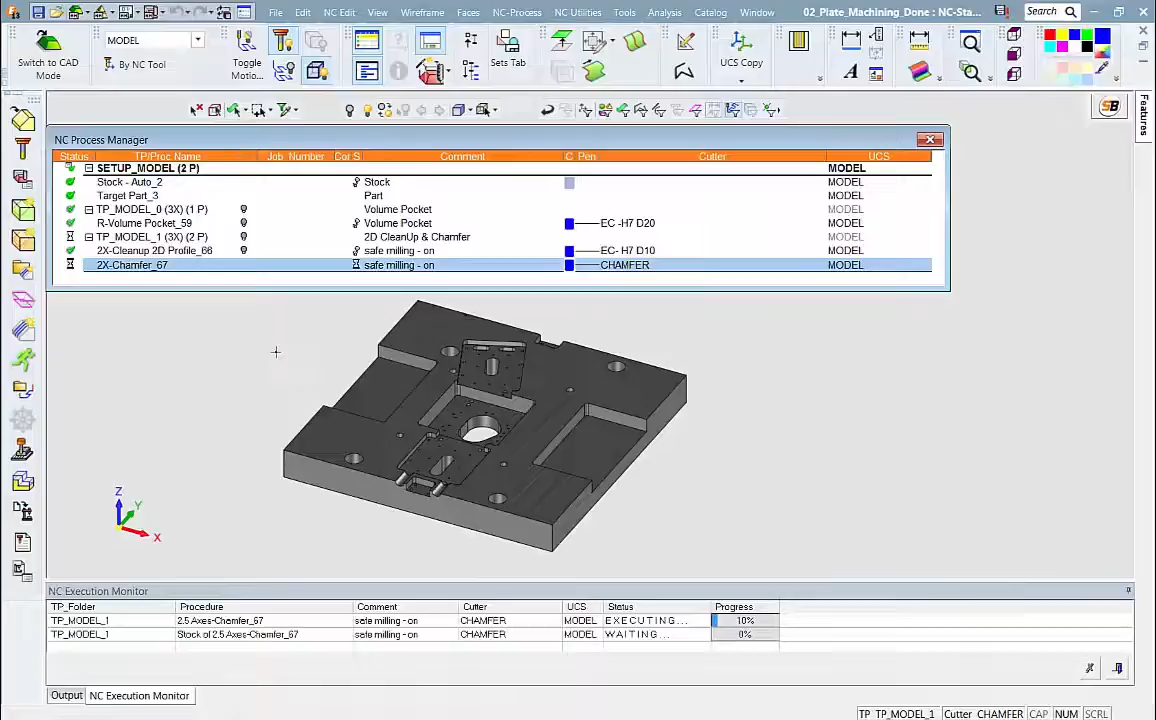 File NC Edit View Wireframe Faces NC-Process NC Utilities Tools Analysis Catalog Window 02_Plate_Machining_Done : NC-Sta... Search
MODEL
Switch to CAD Mode
By NC Tool
Toggle Motion...
Sets Tab
UCS Copy
Features
NC Process Manager
Status TP/Proc Name Job Number Cor S Comment C Pen Cutter UCS
SETUP_MODEL (2 P) MODEL
Stock - Auto_2 Stock MODEL
Target Part_3 Part MODEL
TP_MODEL_0 (3X) (1 P) Volume Pocket MODEL
R-Volume Pocket_59 Volume Pocket EC -H7 D20 MODEL
TP_MODEL_1 (3X) (2 P) 2D CleanUp & Chamfer MODEL
2X-Cleanup 2D Profile_66 safe milling - on EC- H7 D10 MODEL
2X-Chamfer_67 safe milling - on CHAMFER MODEL
Z
Y
X
NC Execution Monitor
TP_Folder Procedure Comment Cutter UCS Status Progress
TP_MODEL_1 2.5 Axes-Chamfer_67 safe milling - on CHAMFER MODEL EXECUTING... 10%
TP_MODEL_1 Stock of 2.5 Axes-Chamfer_67 safe milling - on CHAMFER MODEL WAITING... 0%
Output NC Execution Monitor
TP TP_MODEL_1 Cutter CHAMFER CAP NUM SCRL